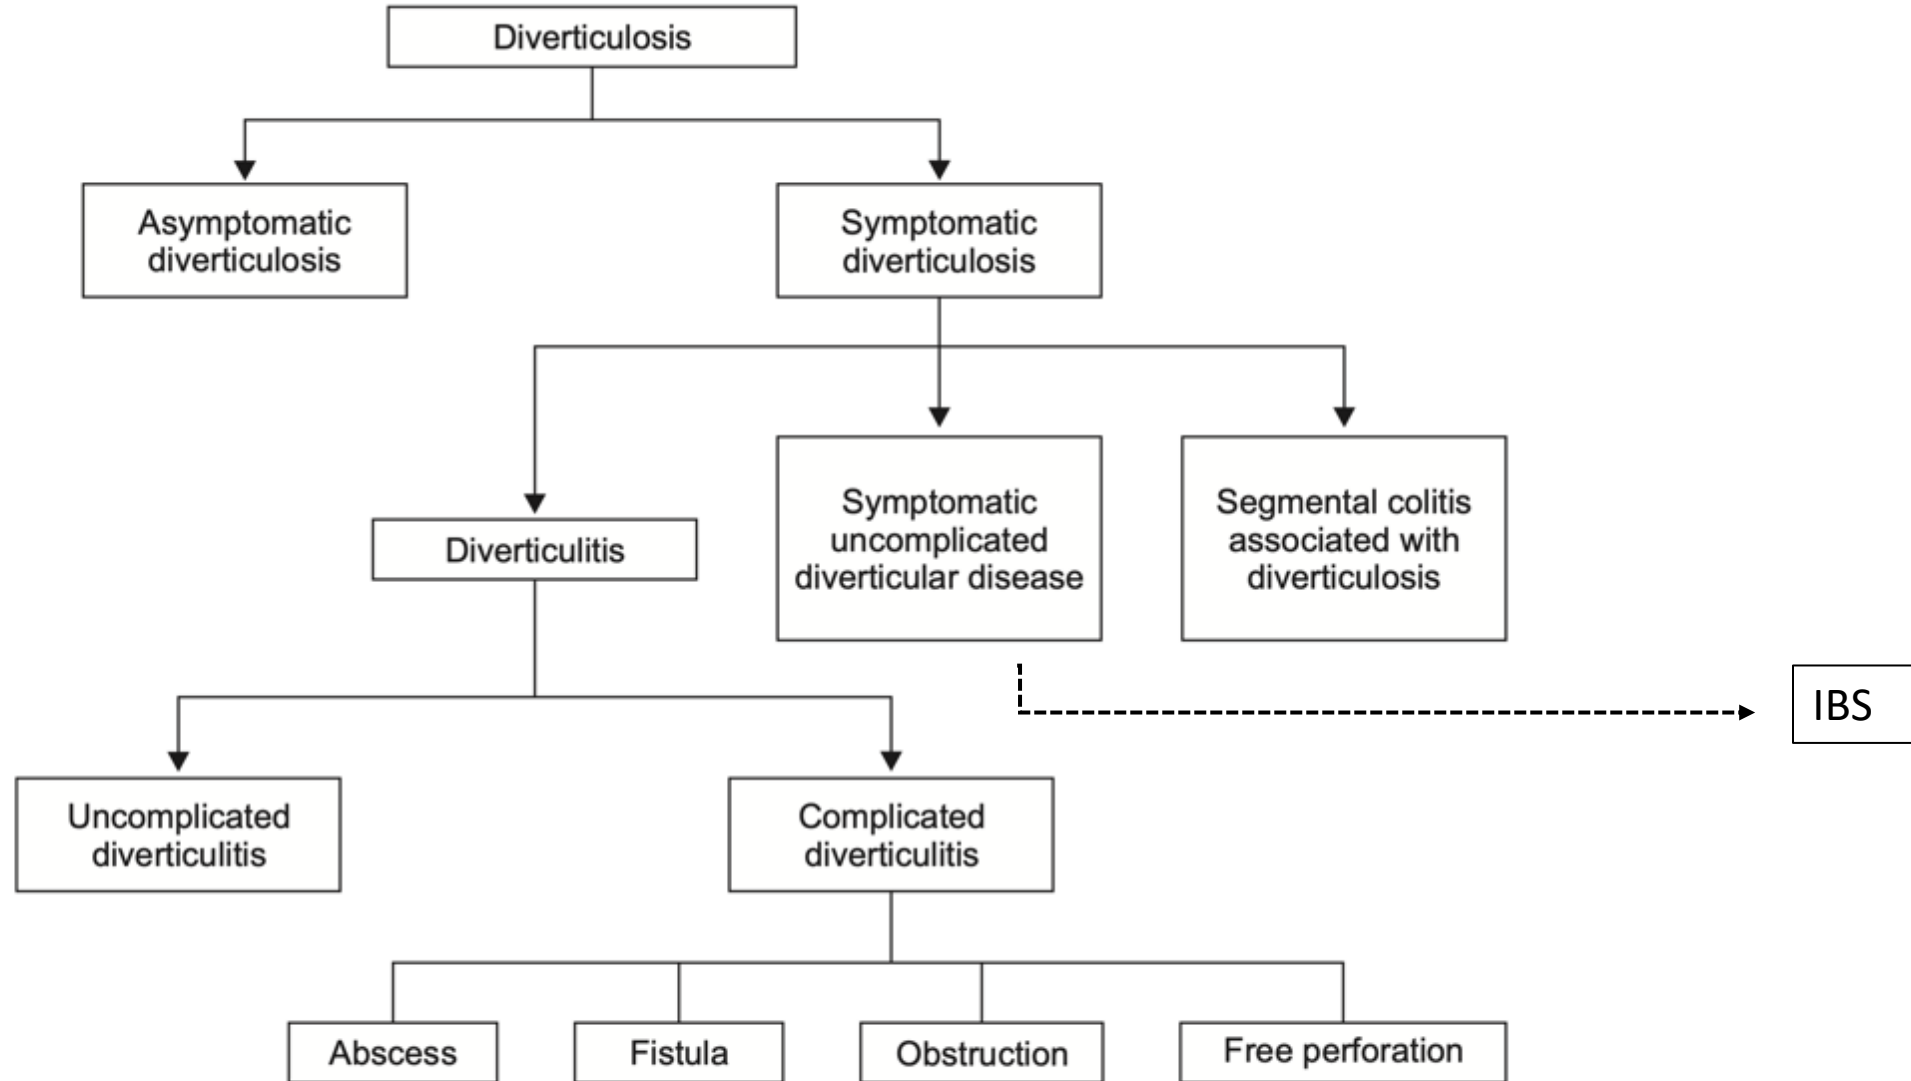 Diverticulosis
Asymptomatic
diverticulosis
Symptomatic
diverticulosis
Diverticulitis
Symptomatic
uncomplicated
diverticular disease
Segmental colitis
associated with
diverticulosis
IBS
Uncomplicated
diverticulitis
Complicated
diverticulitis
Abscess
Fistula
Obstruction
Free perforation